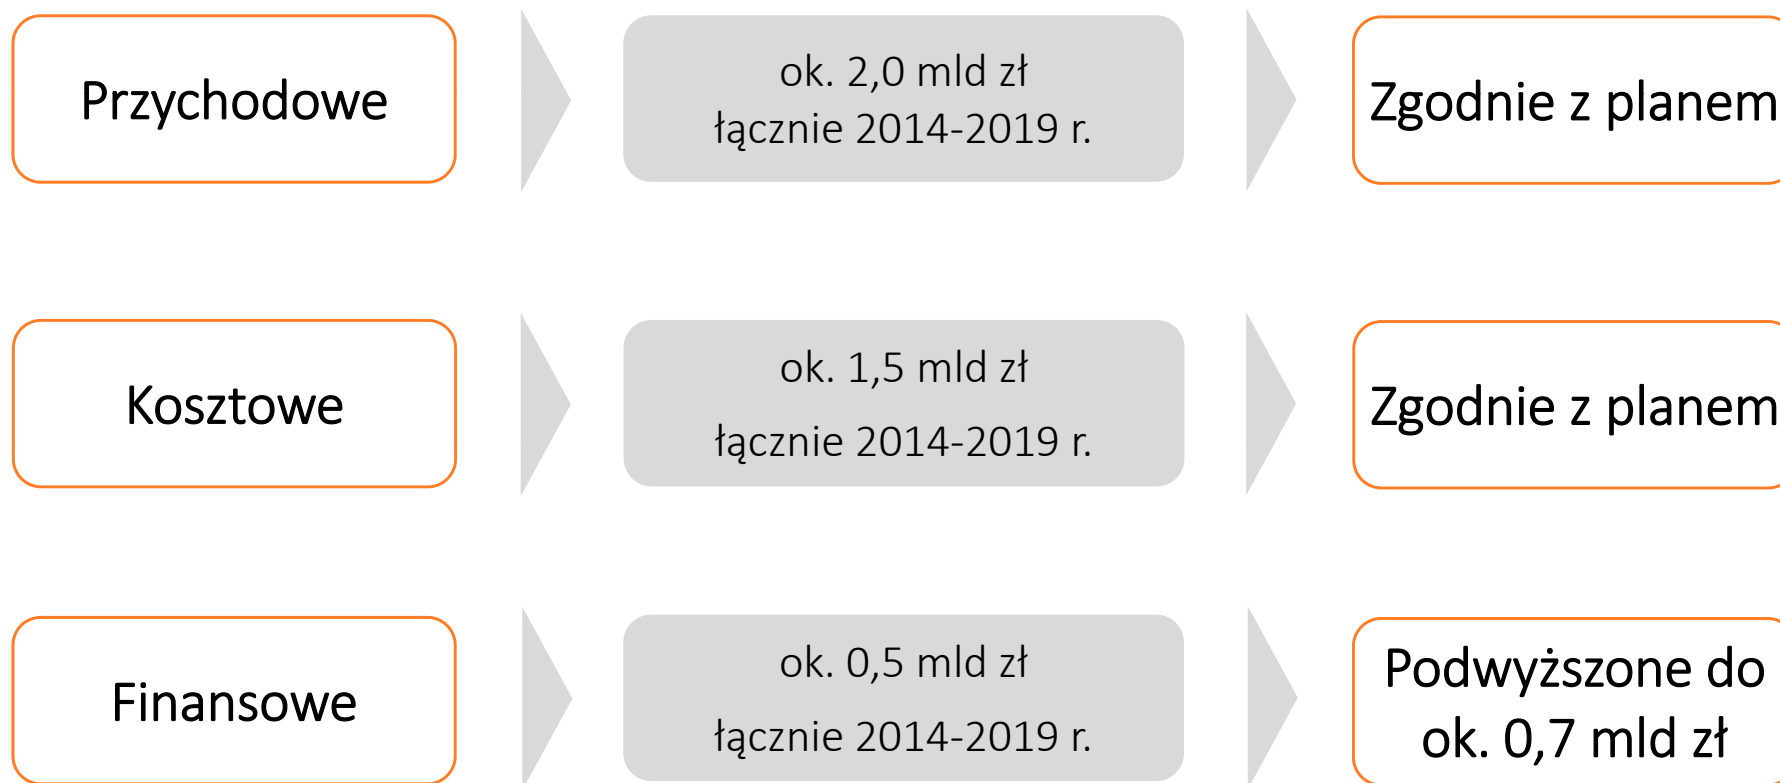 Przychodowe
ok. 2,0 mld zł
łącznie 2014-2019 r.
Zgodnie z planem
Kosztowe
ok. 1,5 mld zł
łącznie 2014-2019 r.
Zgodnie z planem
Finansowe
ok. 0,5 mld zł
łącznie 2014-2019 r.
Podwyższone do
ok. 0,7 mld zł